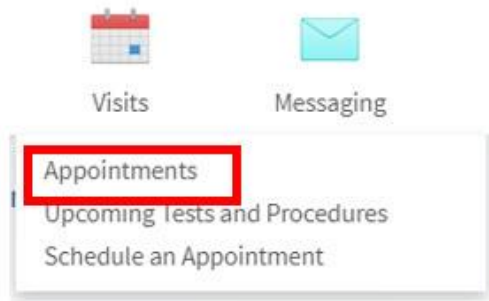 Visits Messaging
Appointments
Upcoming Tests and Procedures
Schedule an Appointment